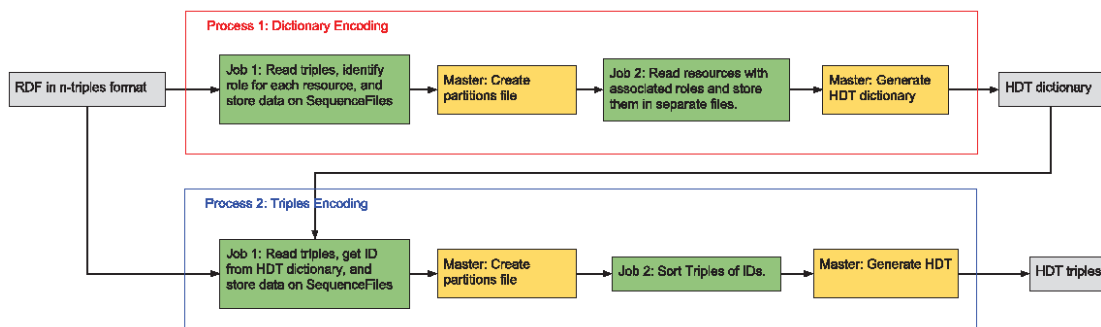 Process 1: Dictionary Encoding
RDF in n-triples format
Job 1: Read triples, identify
role for each resource, and
store data on SequenceFiles
Master: Create
partitions file
Job 2: Read resources with
associated roles and store
them in separate files.
Master: Generate
HDT dictionary
HDT dictionary
Process 2: Triples Encoding
Job 1: Read triples, get ID
from HDT dictionary, and
store data on SequenceFiles
Master: Create
partitions file
Job 2: Sort Triples of IDs.
Master: Generate HDT
HDT triples